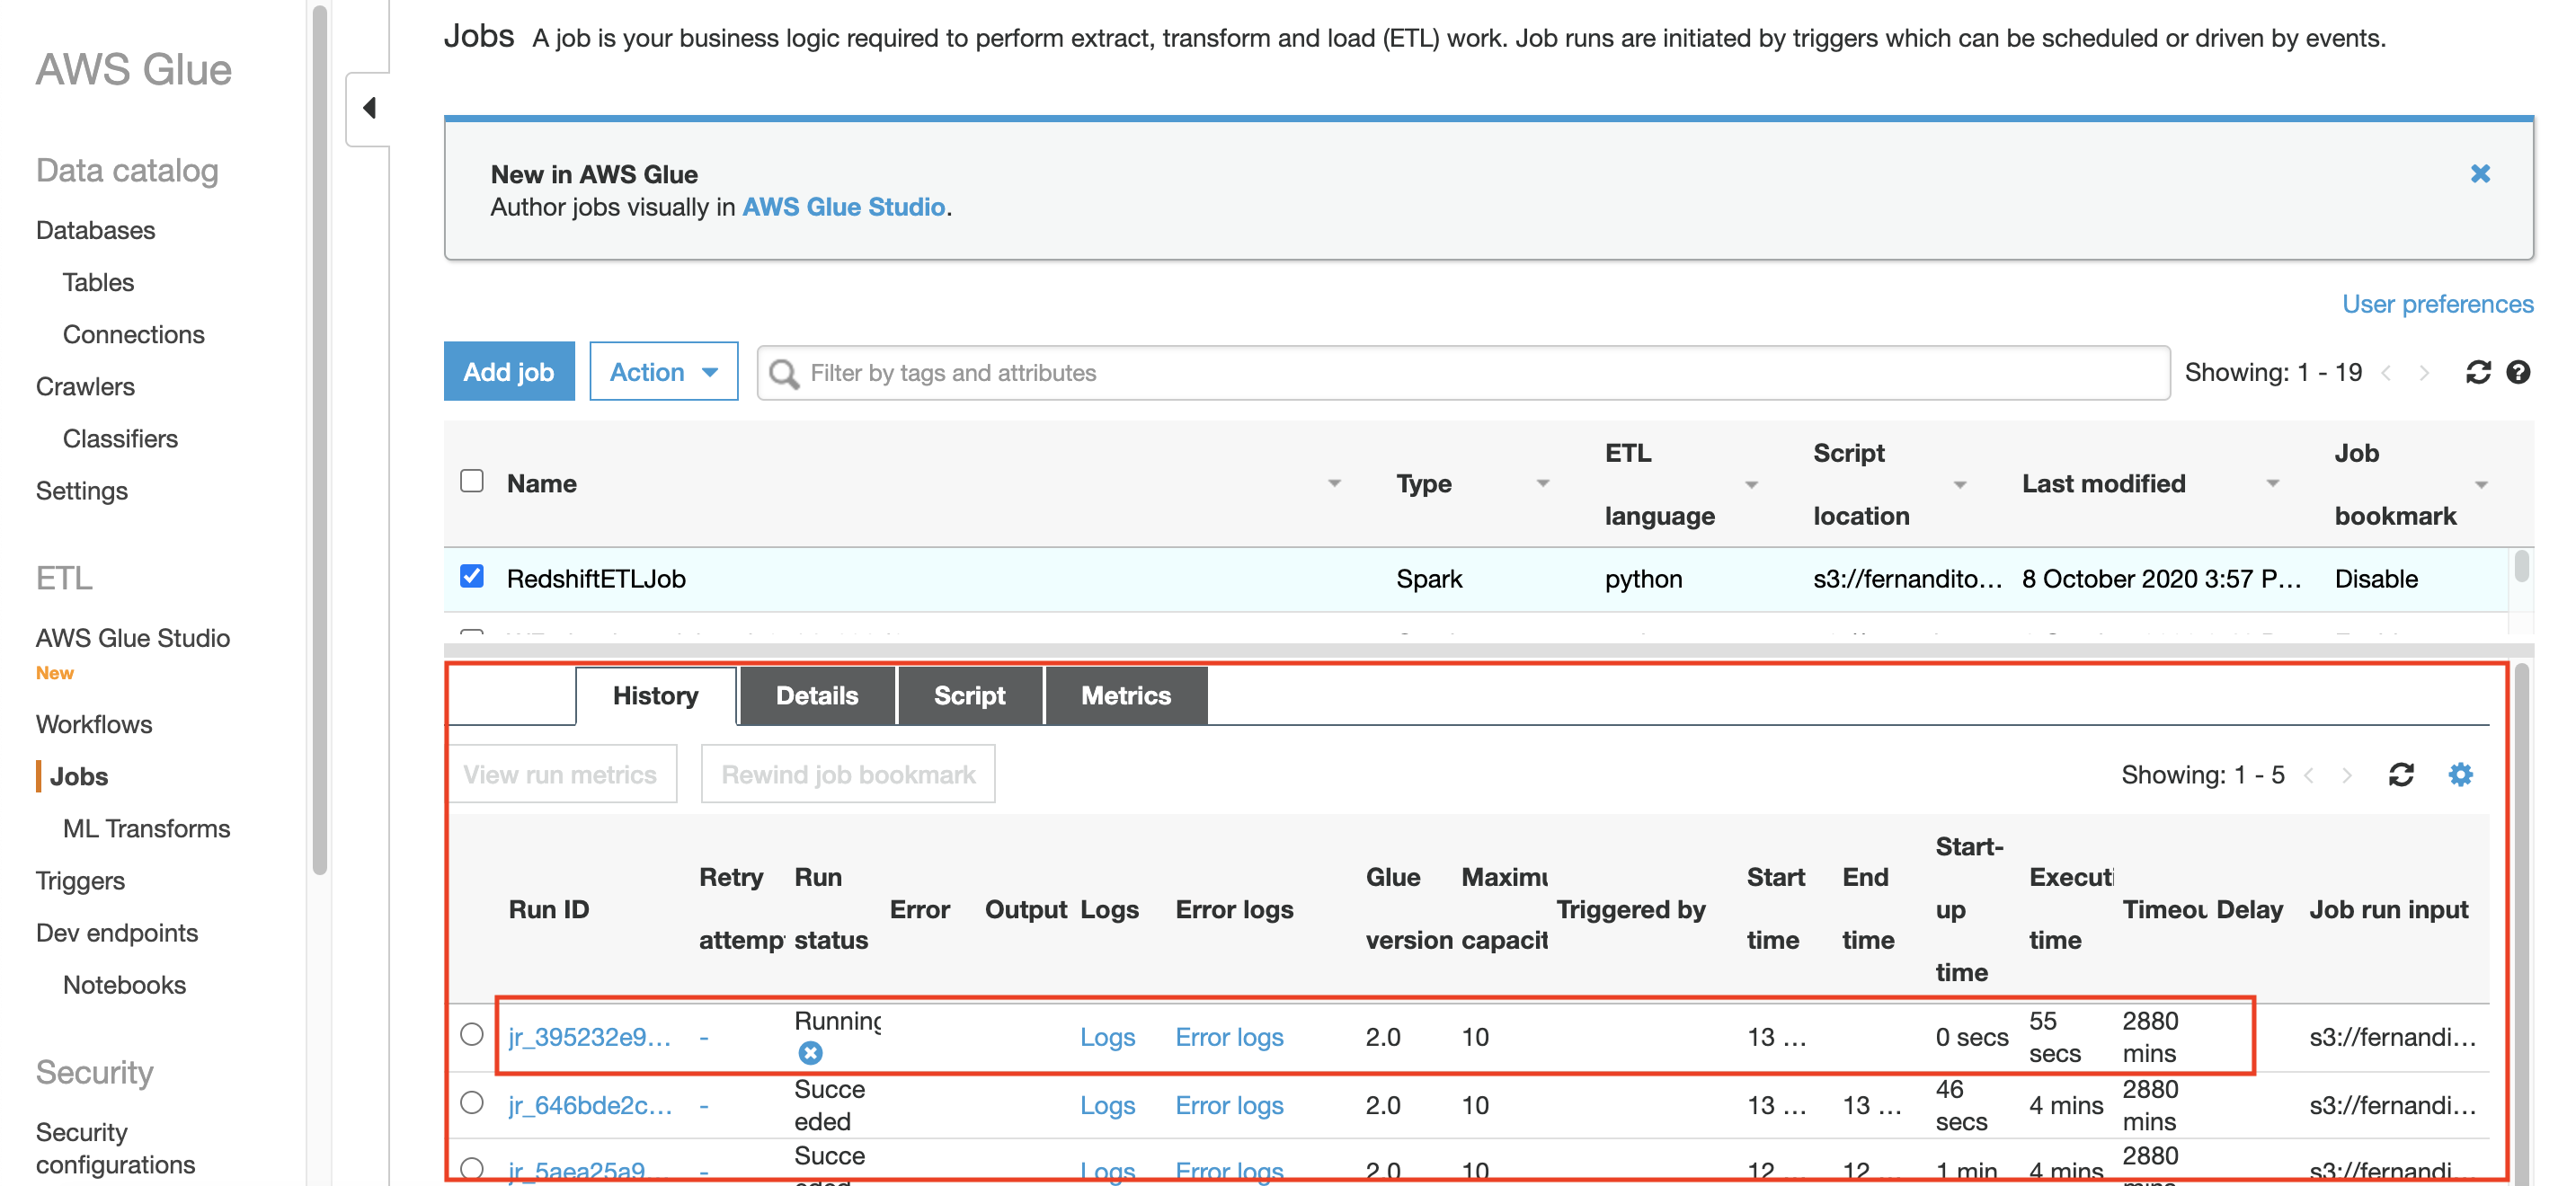 AWS Glue
Data catalog
Databases
Tables
Connections
Crawlers
Classifiers
Settings
ETL
AWS Glue Studio
New
Workflows
Jobs
ML Transforms
Triggers
Dev endpoints
Notebooks
Security
Security
configurations
Jobs A job is your business logic required to perform extract, transform and load (ETL) work. Job runs are initiated by triggers which can be scheduled or driven by events.
New in AWS Glue
Author jobs visually in AWS Glue Studio.
User preferences
Add job Action Filter by tags and attributes Showing: 1 - 19
Name Type ETL language Script location Last modified Job bookmark
RedshiftETLJob Spark python s3://fernandito... 8 October 2020 3:57 P... Disable
History Details Script Metrics
View run metrics Rewind job bookmark Showing: 1 - 5
Run ID Retry attemp Run status Error Output Logs Error logs Glue version Maximu capacit Triggered by Start time End time Start-up time Executi time Timeou Delay Job run input
jr_395232e9... - Running Logs Error logs 2.0 10 13 ... 0 secs 55 secs 2880 mins s3://fernandi...
jr_646bde2c... - Succeeded Logs Error logs 2.0 10 13 ... 13 ... 46 secs 4 mins 2880 mins s3://fernandi...
jr_5aea25a9... - Succeeded Logs Error logs 2.0 10 12 ... 12 ... 1 min 4 mins 2880 mins s3://fernandi...